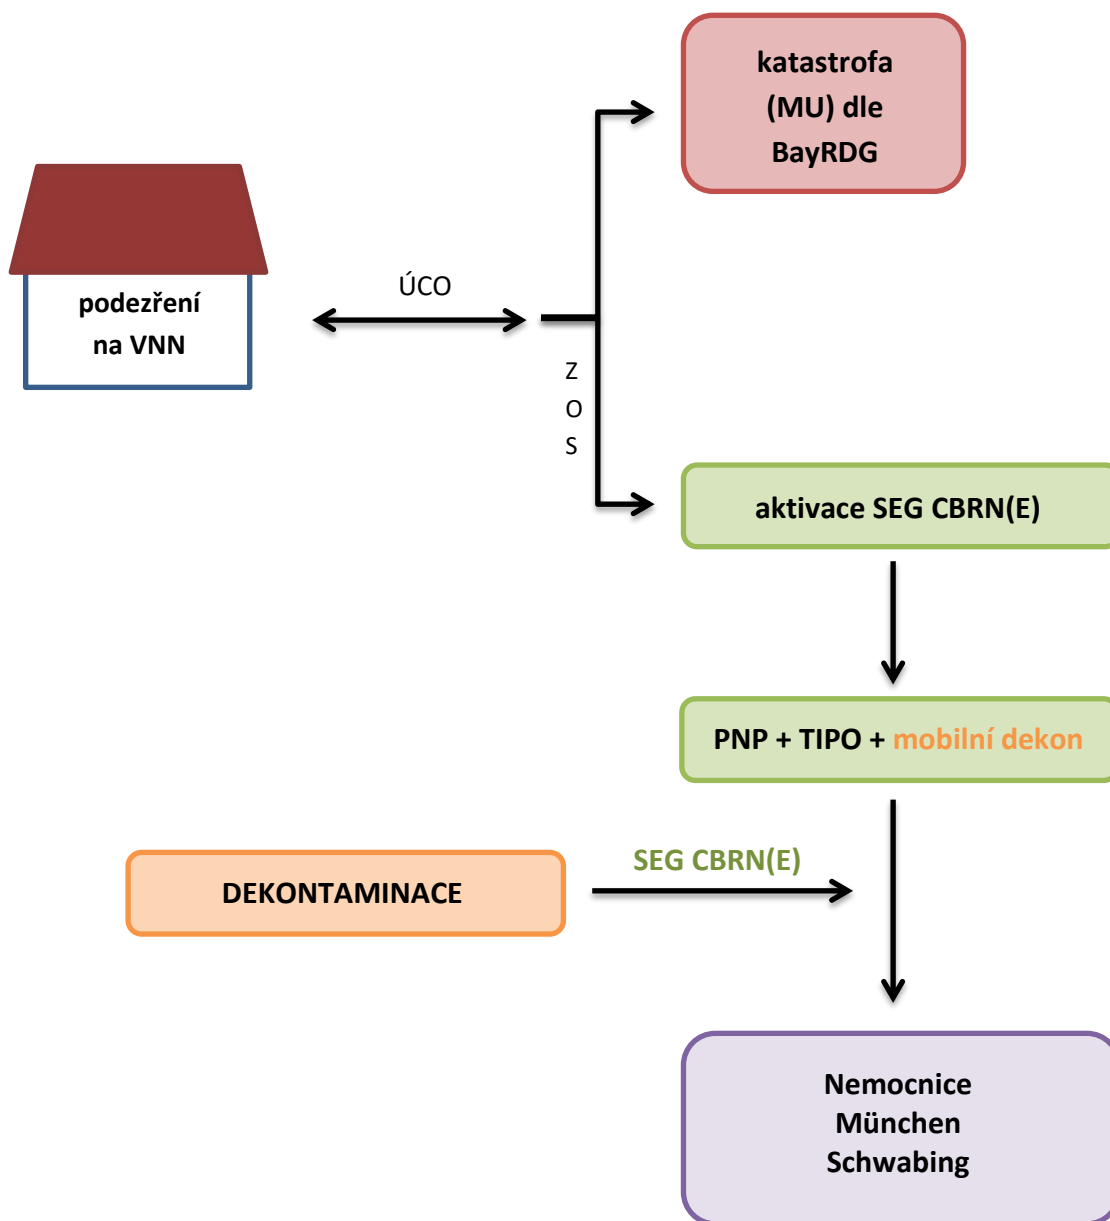 katastrofa
(MU) dle
BayRDG
podezření
na VNN
ÚCO
Z
O
S
aktivace SEG CBRN(E)
PNP + TIPO + mobilní dekon
SEG CBRN(E)
DEKONTAMINACE
Nemocnice
München
Schwabing